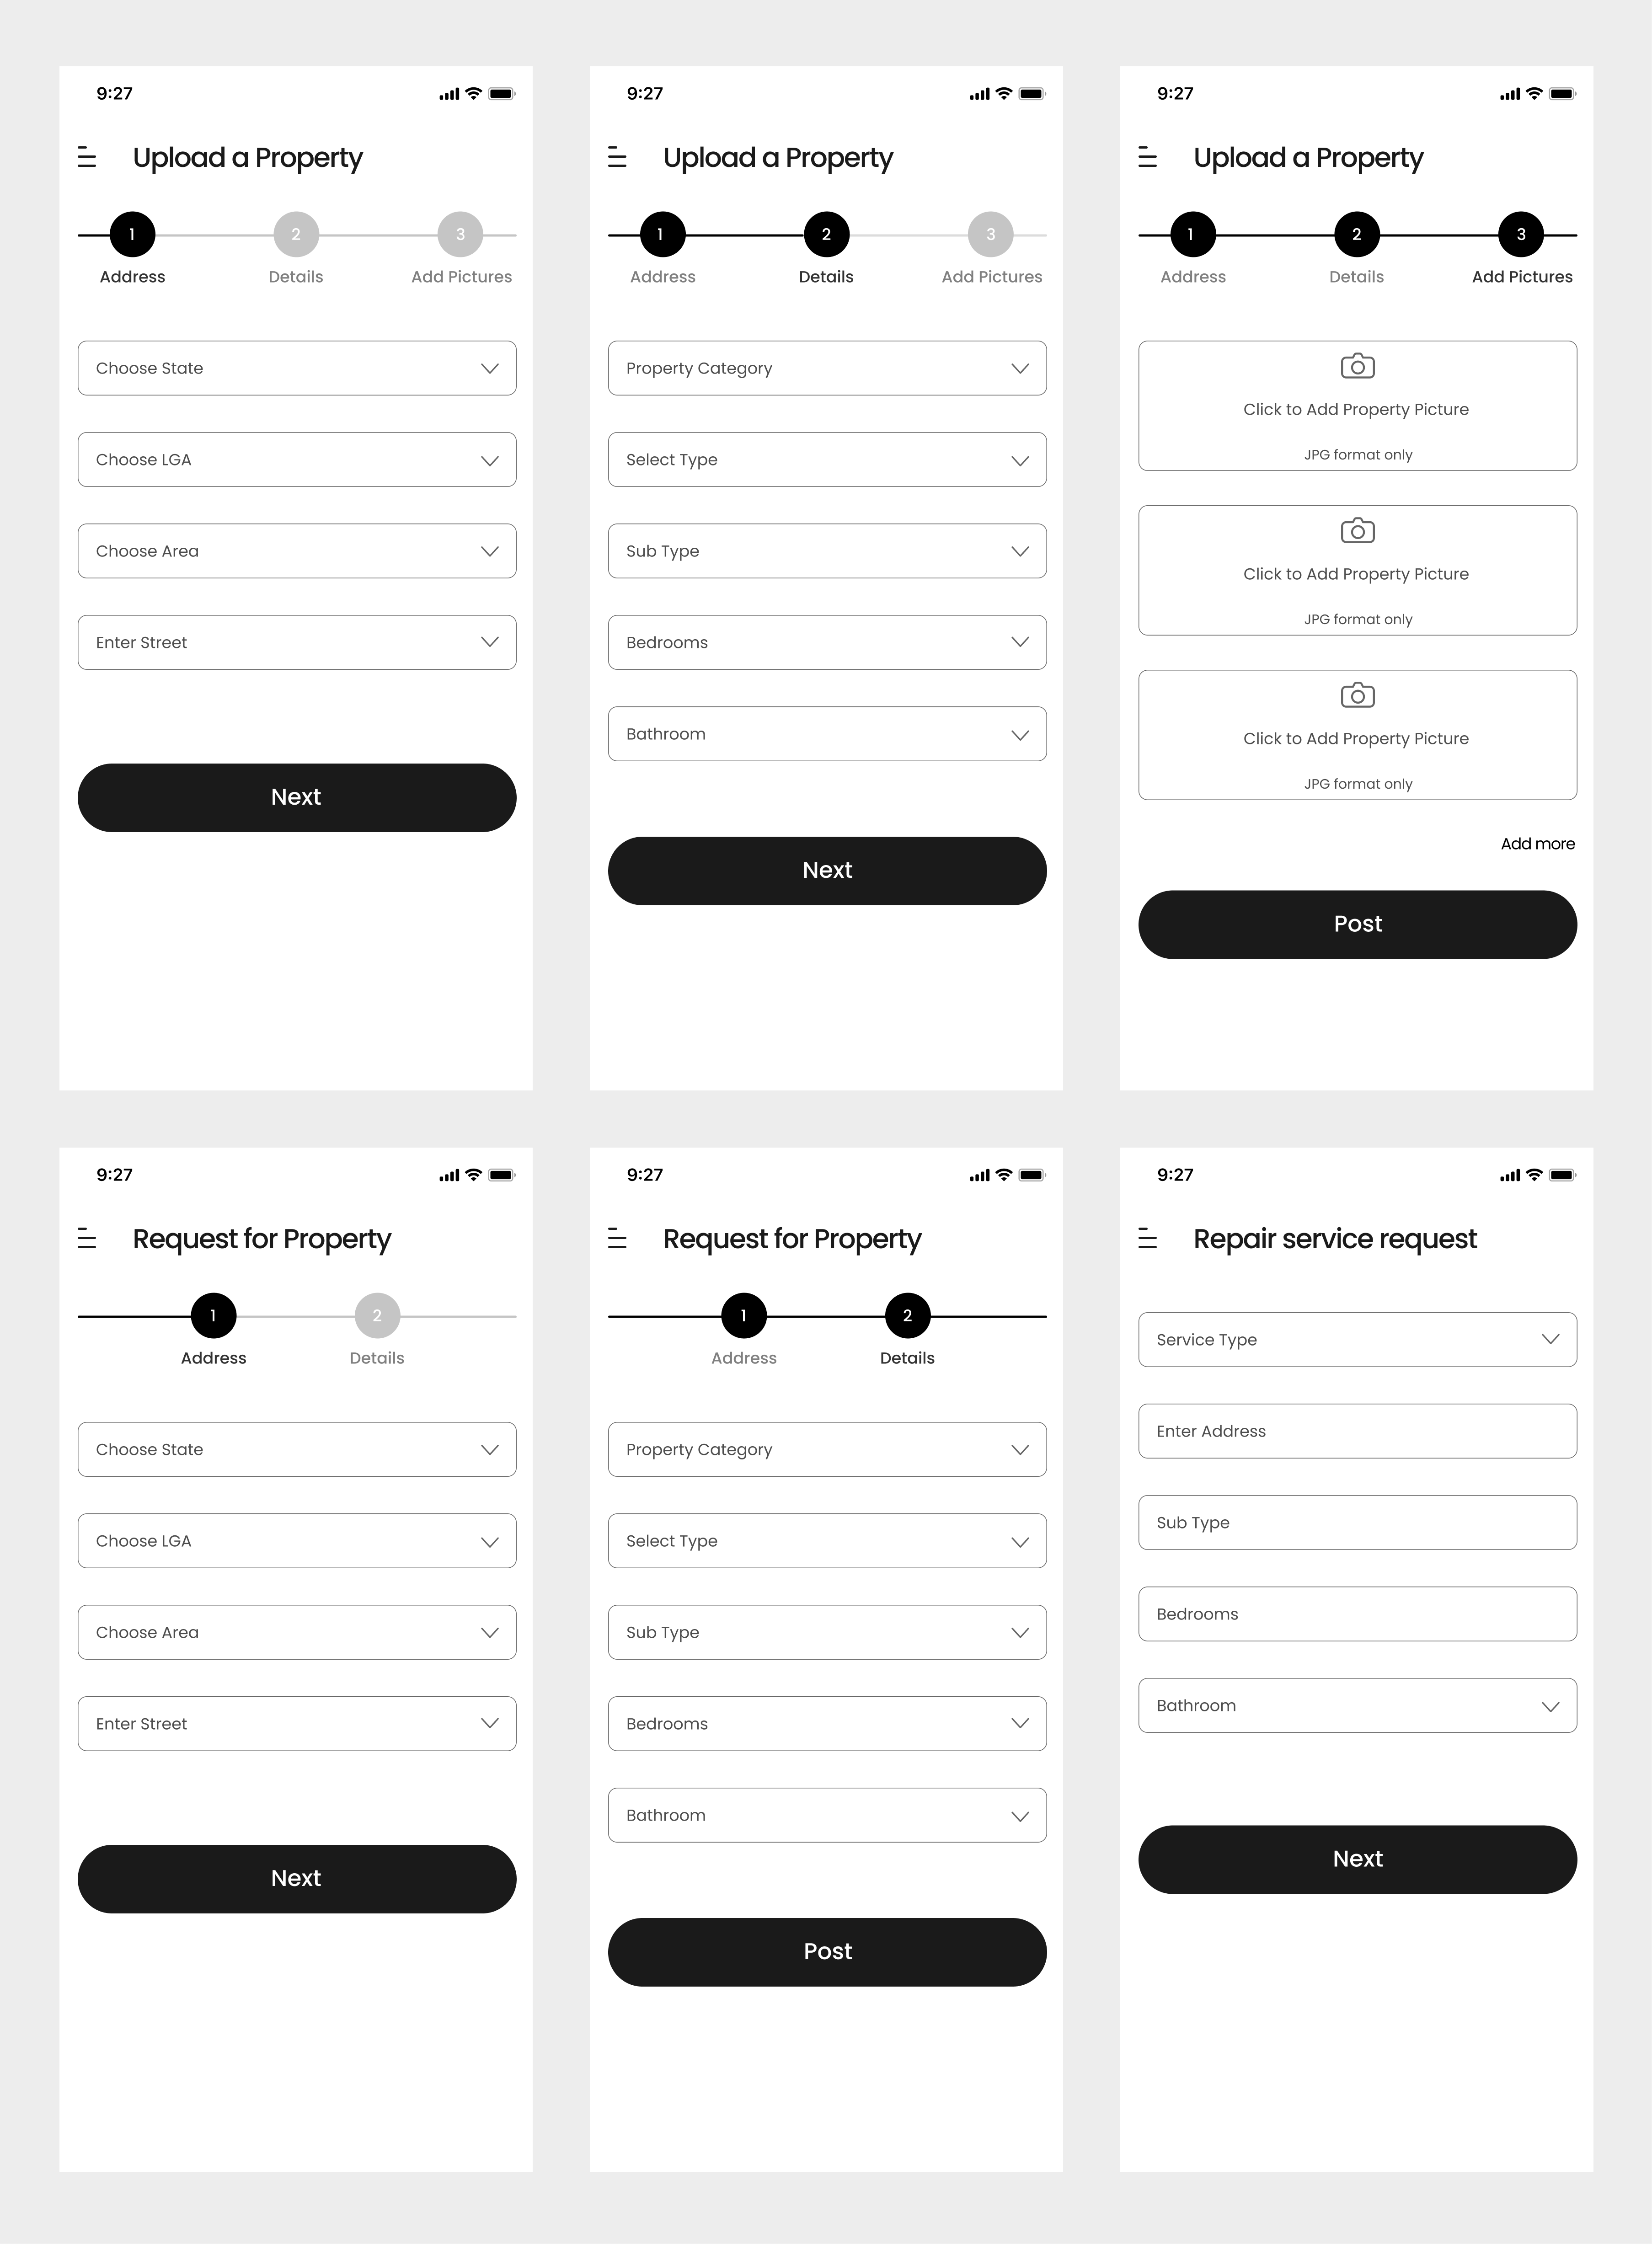 9:27
Upload a Property
1 2 3
Address Details Add Pictures
Choose State
Choose LGA
Choose Area
Enter Street
Next
9:27
Upload a Property
1 2 3
Address Details Add Pictures
Property Category
Select Type
Sub Type
Bedrooms
Bathroom
Next
9:27
Upload a Property
1 2 3
Address Details Add Pictures
Click to Add Property Picture
JPG format only
Click to Add Property Picture
JPG format only
Click to Add Property Picture
JPG format only
Add more
Post
9:27
Request for Property
1 2
Address Details
Choose State
Choose LGA
Choose Area
Enter Street
Next
9:27
Request for Property
1 2
Address Details
Property Category
Select Type
Sub Type
Bedrooms
Bathroom
Post
9:27
Repair service request
Service Type
Enter Address
Sub Type
Bedrooms
Bathroom
Next